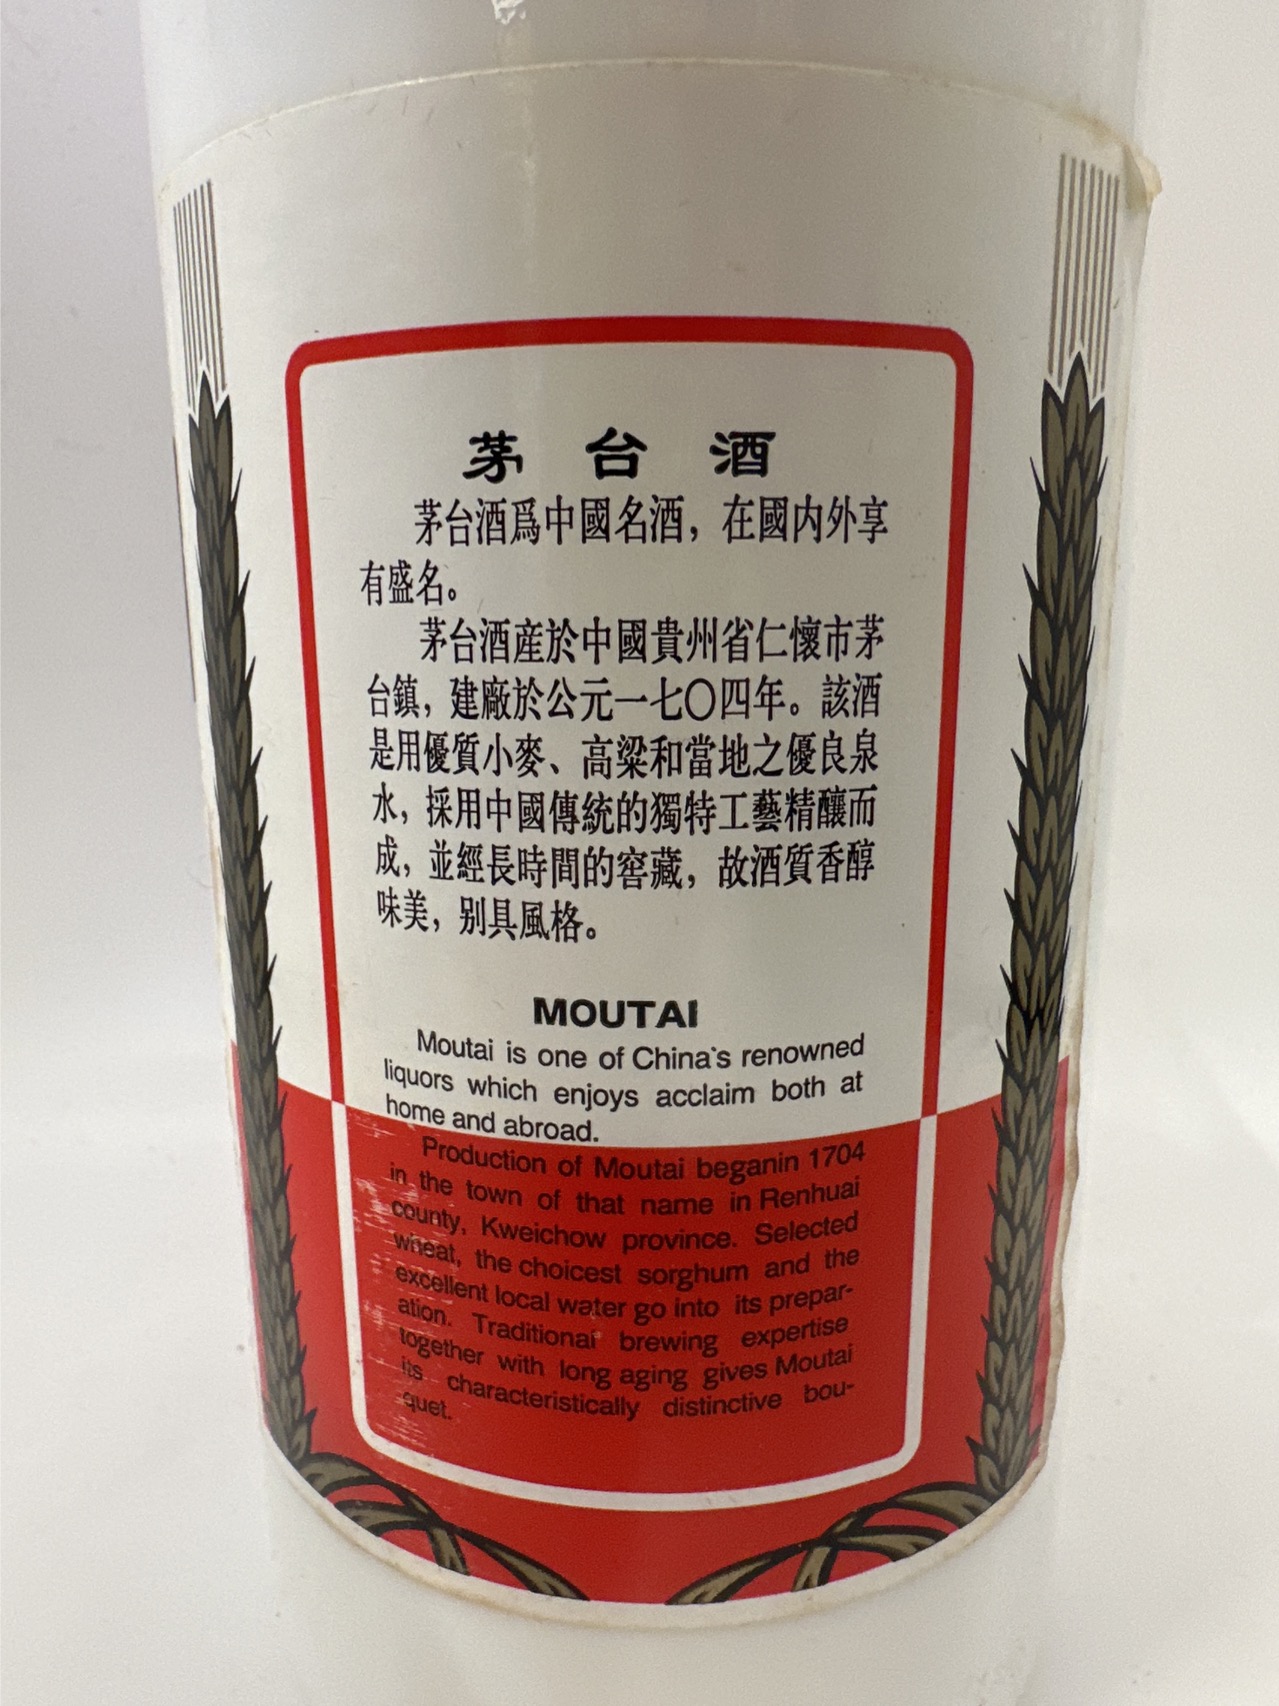 茅台酒
茅台酒爲中國名酒，在國内外享
有盛名。
茅台酒産於中國貴州省仁懷市茅
台鎮，建廠於公元一七〇四年。該酒
是用優質小麥、高粱和當地之優良泉
水，採用中國傳統的獨特工藝精釀而
成，並經長時間的窖藏，故酒質香醇
味美，别具風格。
MOUTAI
Moutai is one of China's renowned
liquors which enjoys acclaim both at
home and abroad.
Production of Moutai beganin 1704
in the town of that name in Renhuai
county, Kweichow province. Selected
wheat, the choicest sorghum and the
excellent local water go into its prepar-
ation. Traditional brewing expertise
together with long aging gives Moutai
its characteristically distinctive bou-
quet.